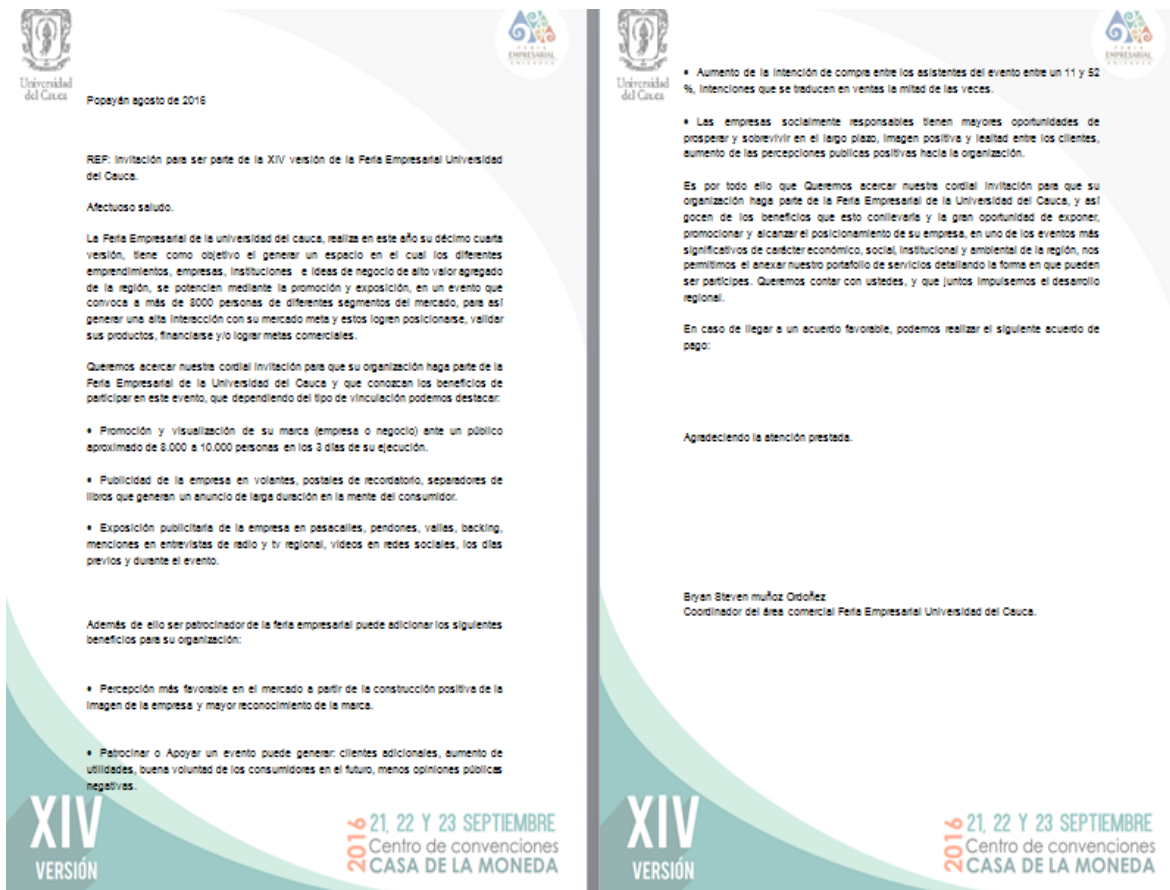 Universidad
del Cauca
FERIA
EMPRESARIAL
UNICAUCA
Popayán agosto de 2016
REF: Invitación para ser parte de la XIV versión de la Feria Empresarial Universidad
del Cauca.
Afectuoso saludo.
La Feria Empresarial de la universidad del cauca, realiza en este año su décimo cuarta
versión, tiene como objetivo el generar un espacio en el cual los diferentes
emprendimientos, empresas, instituciones e ideas de negocio de alto valor agregado
de la región, se potencien mediante la promoción y exposición, en un evento que
convoca a más de 8000 personas de diferentes segmentos del mercado, para así
generar una alta interacción con su mercado meta y estos logren posicionarse, validar
sus productos, financiarse y/o lograr metas comerciales.
Queremos acercar nuestra cordial invitación para que su organización haga parte de la
Feria Empresarial de la Universidad del Cauca y que conozcan los beneficios de
participar en este evento, que dependiendo del tipo de vinculación podemos destacar:
• Promoción y visualización de su marca (empresa o negocio) ante un público
aproximado de 8.000 a 10.000 personas en los 3 días de su ejecución.
• Publicidad de la empresa en volantes, postales de recordatorio, separadores de
libros que generan un anuncio de larga duración en la mente del consumidor.
• Exposición publicitaria de la empresa en pasacalles, pendones, vallas, backing,
menciones en entrevistas de radio y tv regional, videos en redes sociales, los días
previos y durante el evento.
Además de ello ser patrocinador de la feria empresarial puede adicionar los siguientes
beneficios para su organización:
• Percepción más favorable en el mercado a partir de la construcción positiva de la
imagen de la empresa y mayor reconocimiento de la marca.
• Patrocinar o Apoyar un evento puede generar: clientes adicionales, aumento de
utilidades, buena voluntad de los consumidores en el futuro, menos opiniones públicas
negativas.
XIV
VERSIÓN
2016
21, 22 Y 23 SEPTIEMBRE
Centro de convenciones
CASA DE LA MONEDA
Universidad
del Cauca
FERIA
EMPRESARIAL
UNICAUCA
• Aumento de la intención de compra entre los asistentes del evento entre un 11 y 52
%, intenciones que se traducen en ventas la mitad de las veces.
• Las empresas socialmente responsables tienen mayores oportunidades de
prosperar y sobrevivir en el largo plazo, imagen positiva y lealtad entre los clientes,
aumento de las percepciones publicas positivas hacia la organización.
Es por todo ello que Queremos acercar nuestra cordial invitación para que su
organización haga parte de la Feria Empresarial de la Universidad del Cauca, y así
gocen de los beneficios que esto conllevaría y la gran oportunidad de exponer,
promocionar y alcanzar el posicionamiento de su empresa, en uno de los eventos más
significativos de carácter económico, social, institucional y ambiental de la región, nos
permitimos el anexar nuestro portafolio de servicios detallando la forma en que pueden
ser partícipes. Queremos contar con ustedes, y que juntos impulsemos el desarrollo
regional.
En caso de llegar a un acuerdo favorable, podemos realizar el siguiente acuerdo de
pago:
Agradeciendo la atención prestada.
Bryan Steven muñoz Ordoñez
Coordinador del área comercial Feria Empresarial Universidad del Cauca.
XIV
VERSIÓN
2016
21, 22 Y 23 SEPTIEMBRE
Centro de convenciones
CASA DE LA MONEDA